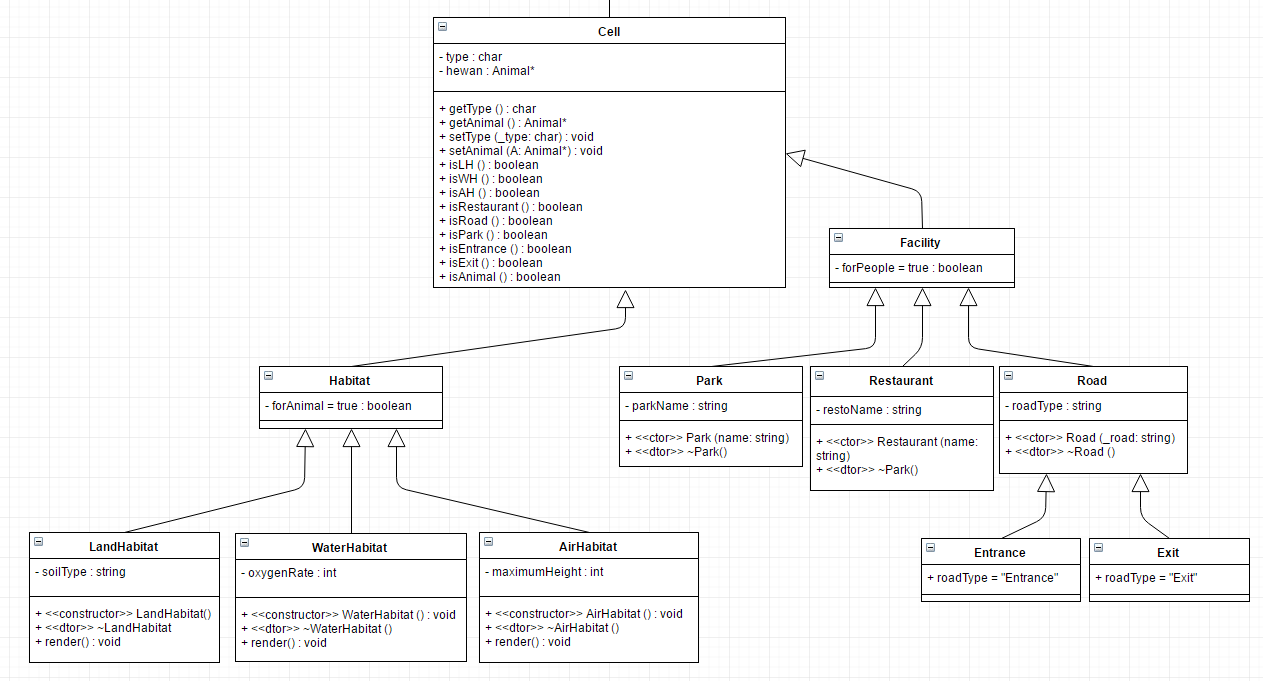 Cell
- type : char
- hewan : Animal*
+ getType () : char
+ getAnimal () : Animal*
+ setType (_type: char) : void
+ setAnimal (A: Animal*) : void
+ isLH () : boolean
+ isWH () : boolean
+ isAH () : boolean
+ isRestaurant () : boolean
+ isRoad () : boolean
+ isPark () : boolean
+ isEntrance () : boolean
+ isExit () : boolean
+ isAnimal () : boolean
Facility
- forPeople = true : boolean
Habitat
- forAnimal = true : boolean
Park
- parkName : string
+ <<ctor>> Park (name: string)
+ <<dtor>> ~Park()
Restaurant
- restoName : string
+ <<ctor>> Restaurant (name:
string)
+ <<dtor>> ~Park()
Road
- roadType : string
+ <<ctor>> Road (_road: string)
+ <<dtor>> ~Road ()
LandHabitat
- soilType : string
+ <<constructor>> LandHabitat()
+ <<dtor>> ~LandHabitat
+ render() : void
WaterHabitat
- oxygenRate : int
+ <<constructor>> WaterHabitat () : void
+ <<dtor>> ~WaterHabitat ()
+ render() : void
AirHabitat
- maximumHeight : int
+ <<constructor>> AirHabitat () : void
+ <<dtor>> ~AirHabitat ()
+ render() : void
Entrance
+ roadType = "Entrance"
Exit
+ roadType = "Exit"